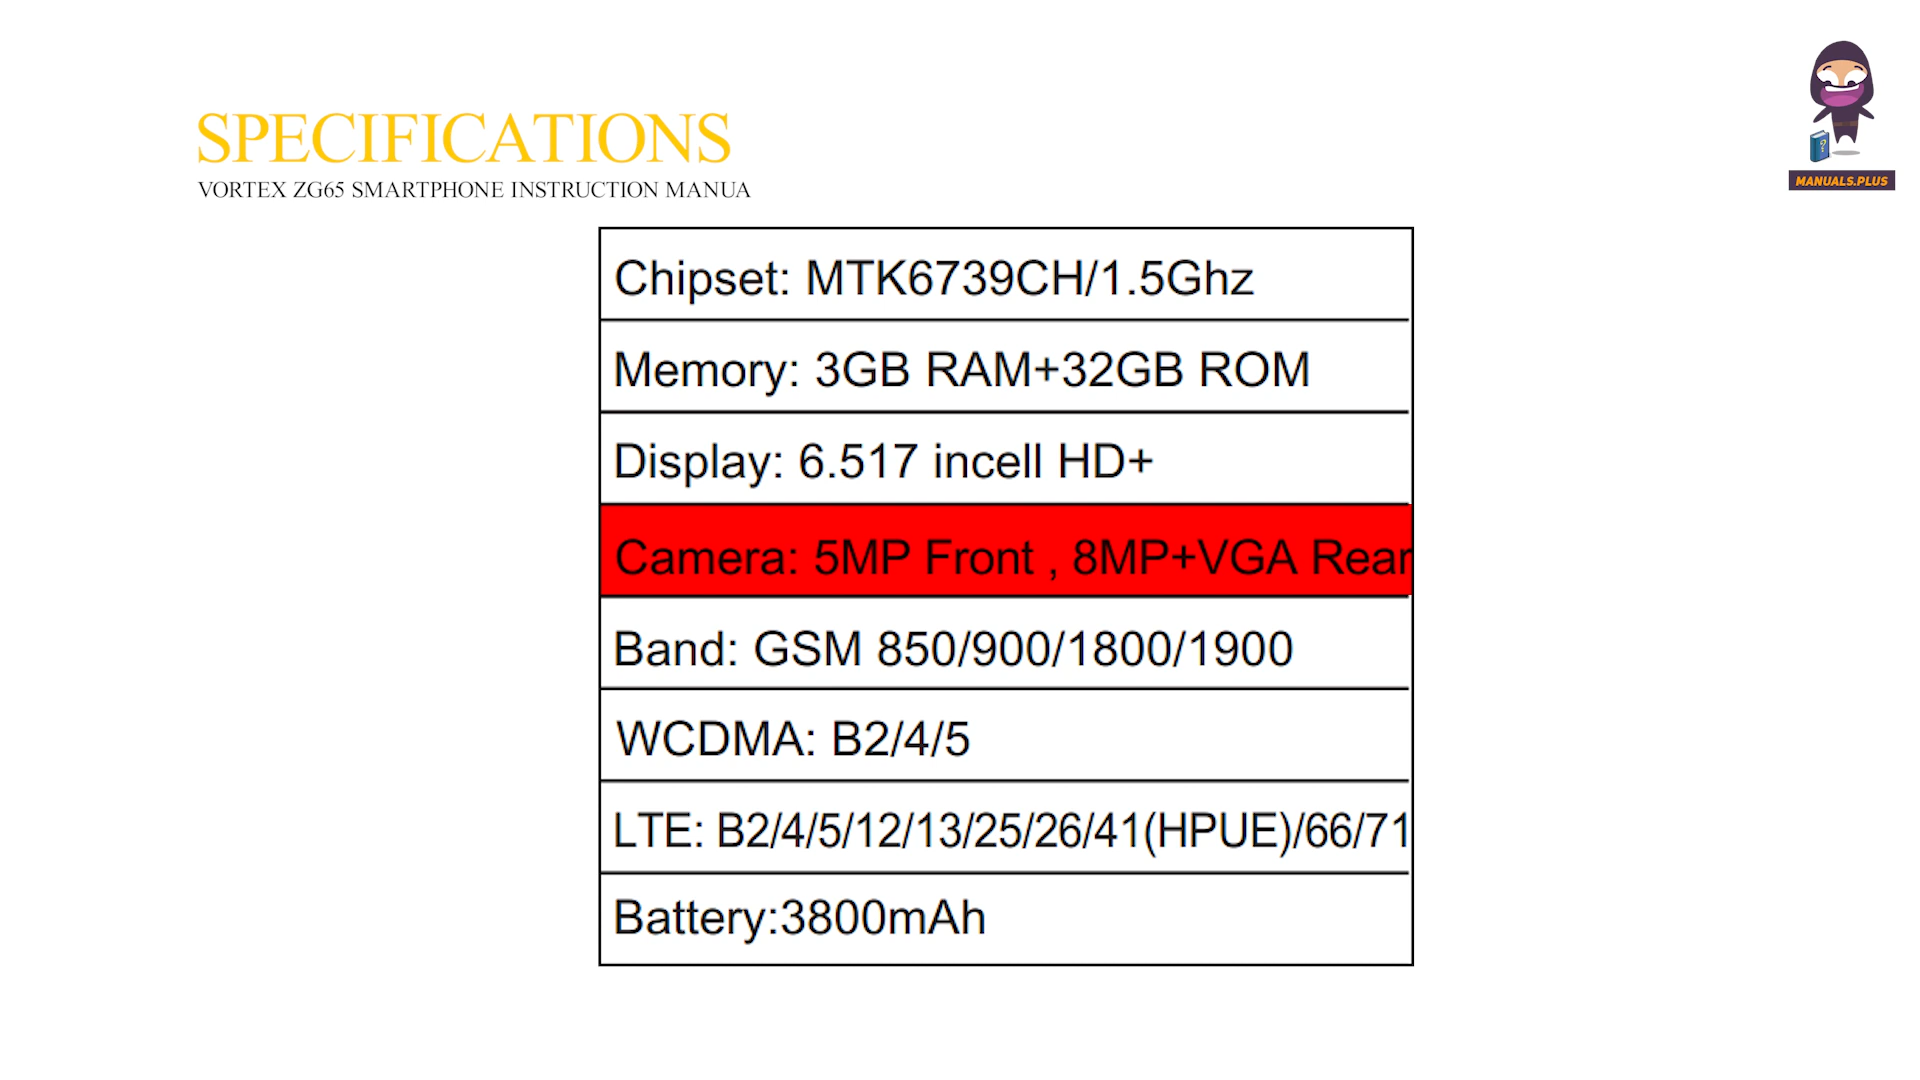 SPECIFICATIONS
VORTEX ZG65 SMARTPHONE INSTRUCTION MANUA
?
MANUALS.PLUS
Chipset: MTK6739CH/1.5Ghz
Memory: 3GB RAM+32GB ROM
Display: 6.517 incell HD+
Camera: 5MP Front , 8MP+VGA Rear
Band: GSM 850/900/1800/1900
WCDMA: B2/4/5
LTE: B2/4/5/12/13/25/26/41(HPUE)/66/71
Battery:3800mAh